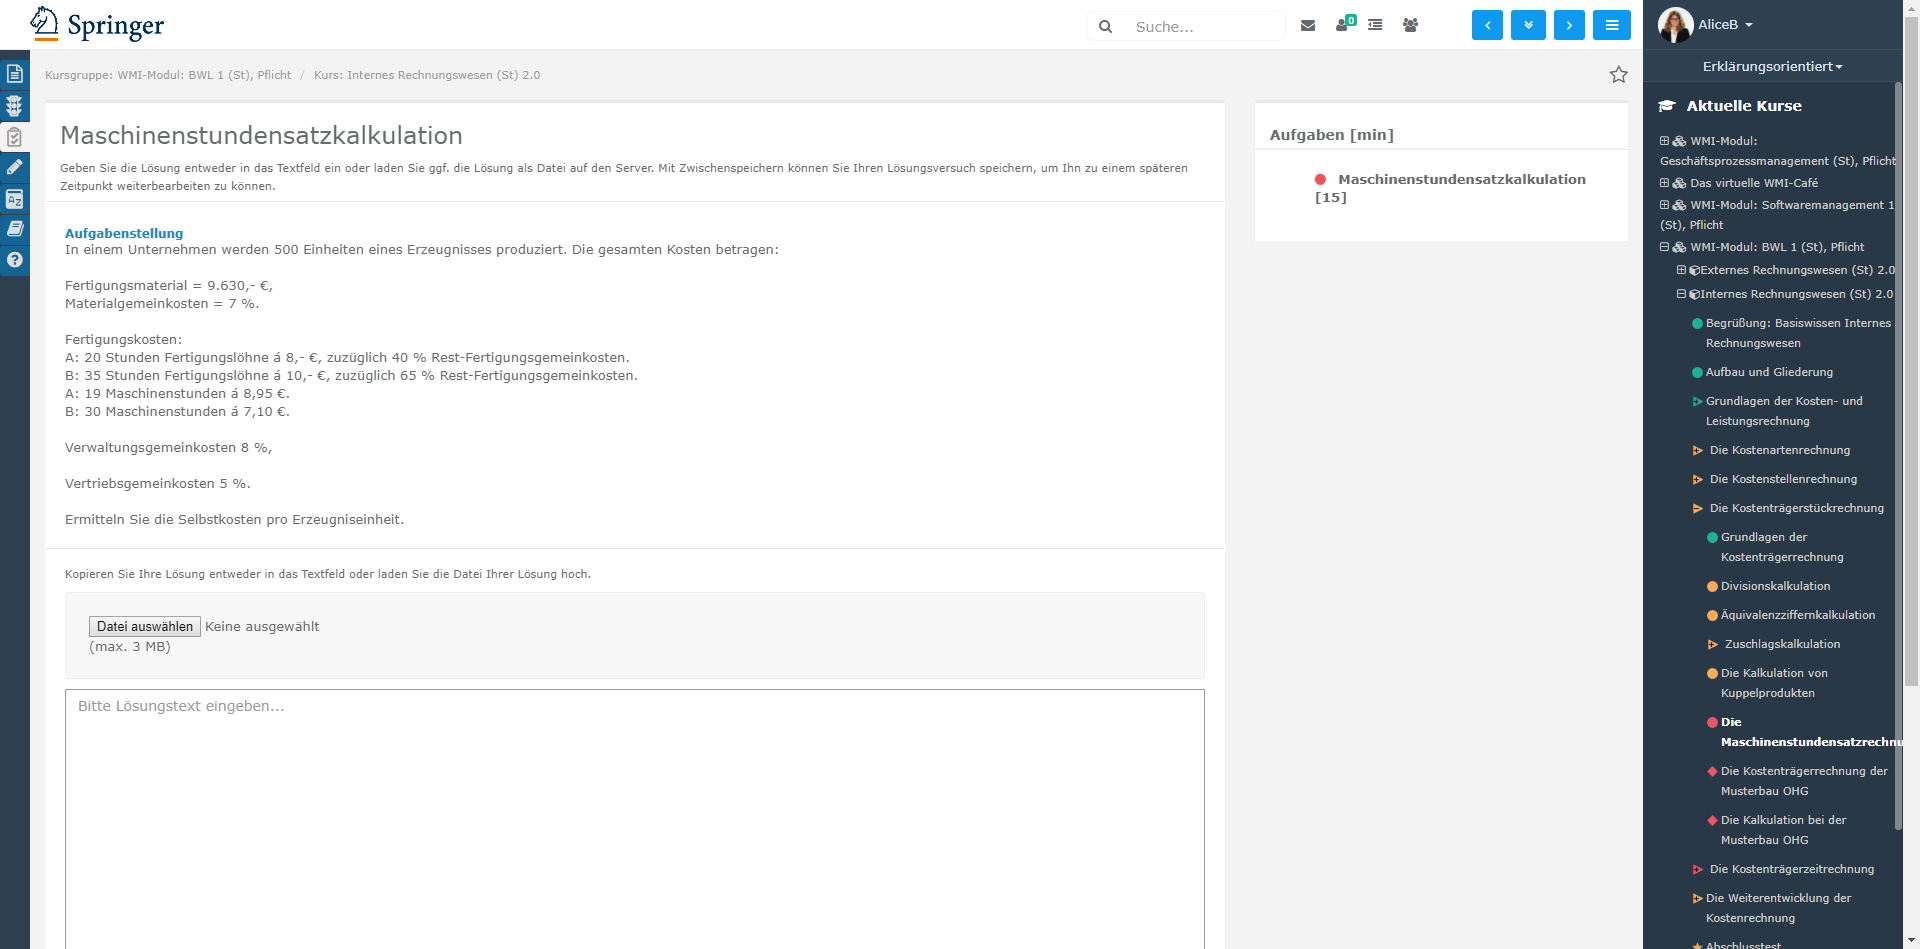 Springer
Suche...
0
AliceB
Erklärungsorientiert
Kursgruppe: WMI-Modul: BWL 1 (St), Pflicht / Kurs: Internes Rechnungswesen (St) 2.0
Maschinenstundensatzkalkulation
Geben Sie die Lösung entweder in das Textfeld ein oder laden Sie ggf. die Lösung als Datei auf den Server. Mit Zwischenspeichern können Sie Ihren Lösungsversuch speichern, um Ihn zu einem späteren
Zeitpunkt weiterbearbeiten zu können.
Aufgabenstellung
In einem Unternehmen werden 500 Einheiten eines Erzeugnisses produziert. Die gesamten Kosten betragen:
Fertigungsmaterial = 9.630,- €,
Materialgemeinkosten = 7 %.
Fertigungskosten:
A: 20 Stunden Fertigungslöhne á 8,- €, zuzüglich 40 % Rest-Fertigungsgemeinkosten.
B: 35 Stunden Fertigungslöhne á 10,- €, zuzüglich 65 % Rest-Fertigungsgemeinkosten.
A: 19 Maschinenstunden á 8,95 €.
B: 30 Maschinenstunden á 7,10 €.
Verwaltungsgemeinkosten 8 %,
Vertriebsgemeinkosten 5 %.
Ermitteln Sie die Selbstkosten pro Erzeugniseinheit.
Kopieren Sie Ihre Lösung entweder in das Textfeld oder laden Sie die Datei Ihrer Lösung hoch.
Datei auswählen Keine ausgewählt
(max. 3 MB)
Bitte Lösungstext eingeben...
Aufgaben [min]
Maschinenstundensatzkalkulation
[15]
Aktuelle Kurse
WMI-Modul:
Geschäftsprozessmanagement (St), Pflicht
Das virtuelle WMI-Café
WMI-Modul: Softwaremanagement 1
(St), Pflicht
WMI-Modul: BWL 1 (St), Pflicht
Externes Rechnungswesen (St) 2.0
Internes Rechnungswesen (St) 2.0
Begrüßung: Basiswissen Internes
Rechnungswesen
Aufbau und Gliederung
Grundlagen der Kosten- und
Leistungsrechnung
Die Kostenartenrechnung
Die Kostenstellenrechnung
Die Kostenträgerstückrechnung
Grundlagen der
Kostenträgerrechnung
Divisionskalkulation
Äquivalenzziffernkalkulation
Zuschlagskalkulation
Die Kalkulation von
Kuppelprodukten
Die
Maschinenstundensatzrechnu
Die Kostenträgerrechnung der
Musterbau OHG
Die Kalkulation bei der
Musterbau OHG
Die Kostenträgerzeitrechnung
Die Weiterentwicklung der
Kostenrechnung
Abschlusstest